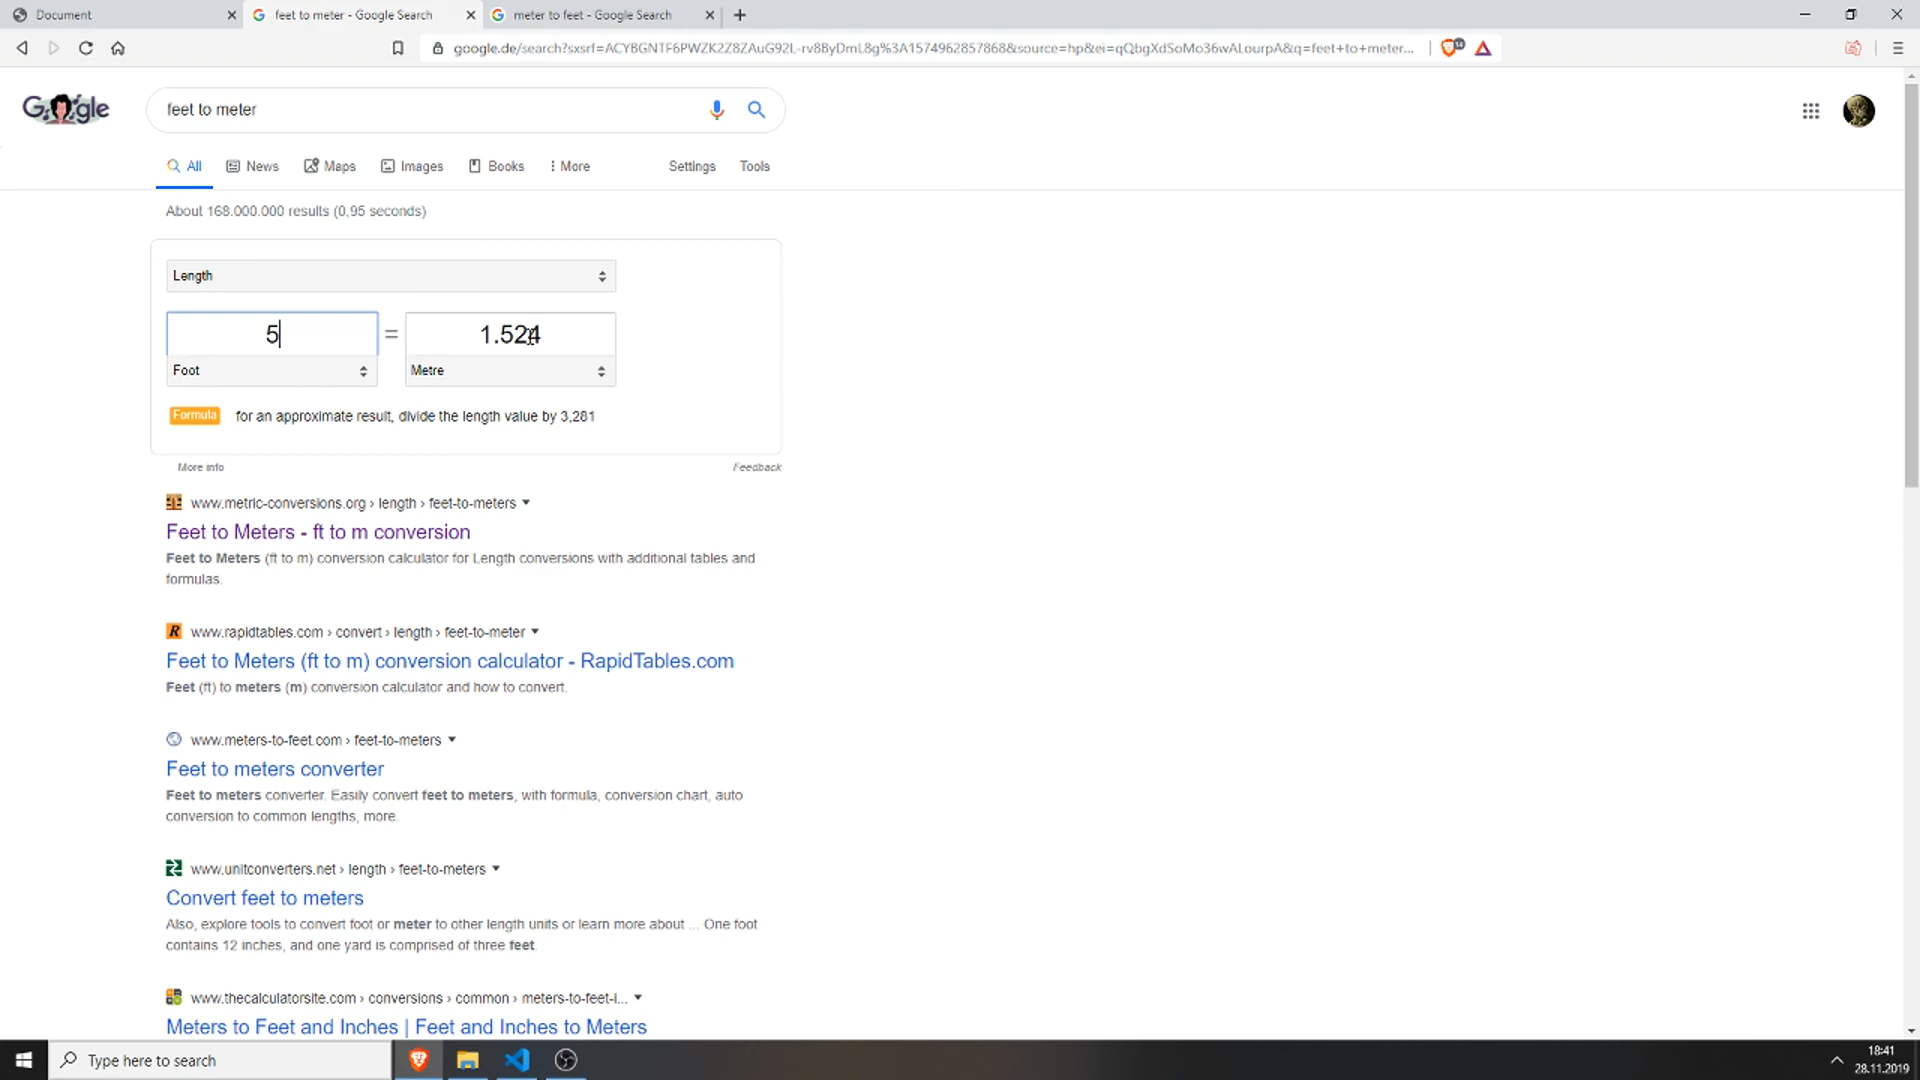 Document
feet to meter - Google Search
meter to feet - Google Search
google.de/search?sxsrf=ACYBGNTF6PWZK2Z8ZAuG92L-rv8ByDmL8g%3A1574962857868&source=hp&ei=qQbgXdSoMo36wALourpA&q=feet+to+meter...
Google
feet to meter
All
News
Maps
Images
Books
More
Settings
Tools
About 168.000.000 results (0,95 seconds)
Length
5 = 1.524
Foot
Metre
Formula for an approximate result, divide the length value by 3,281
More info
Feedback
www.metric-conversions.org › length › feet-to-meters
Feet to Meters - ft to m conversion
Feet to Meters (ft to m) conversion calculator for Length conversions with additional tables and
formulas.
www.rapidtables.com › convert › length › feet-to-meter
Feet to Meters (ft to m) conversion calculator - RapidTables.com
Feet (ft) to meters (m) conversion calculator and how to convert.
www.meters-to-feet.com › feet-to-meters
Feet to meters converter
Feet to meters converter. Easily convert feet to meters, with formula, conversion chart, auto
conversion to common lengths, more.
www.unitconverters.net › length › feet-to-meters
Convert feet to meters
Also, explore tools to convert foot or meter to other length units or learn more about ... One foot
contains 12 inches, and one yard is comprised of three feet.
www.thecalculatorsite.com › conversions › common › meters-to-feet-i...
Meters to Feet and Inches | Feet and Inches to Meters
Type here to search
18:41
28.11.2019